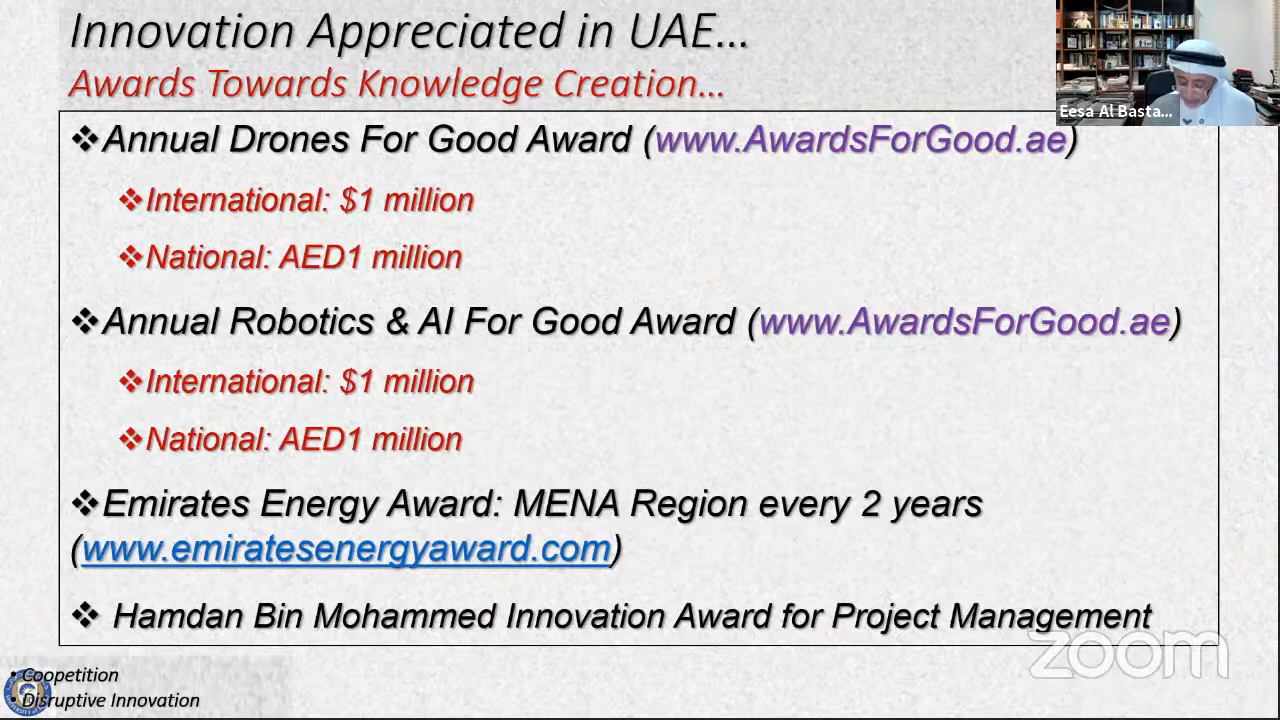 Innovation Appreciated in UAE...
Awards Towards Knowledge Creation...
Eesa Al Basta...
❖Annual Drones For Good Award (www.AwardsForGood.ae)
❖International: $1 million
❖National: AED1 million
❖Annual Robotics & AI For Good Award (www.AwardsForGood.ae)
❖International: $1 million
❖National: AED1 million
❖Emirates Energy Award: MENA Region every 2 years
(www.emiratesenergyaward.com)
❖ Hamdan Bin Mohammed Innovation Award for Project Management
zoom
• Coopetition
• Disruptive Innovation